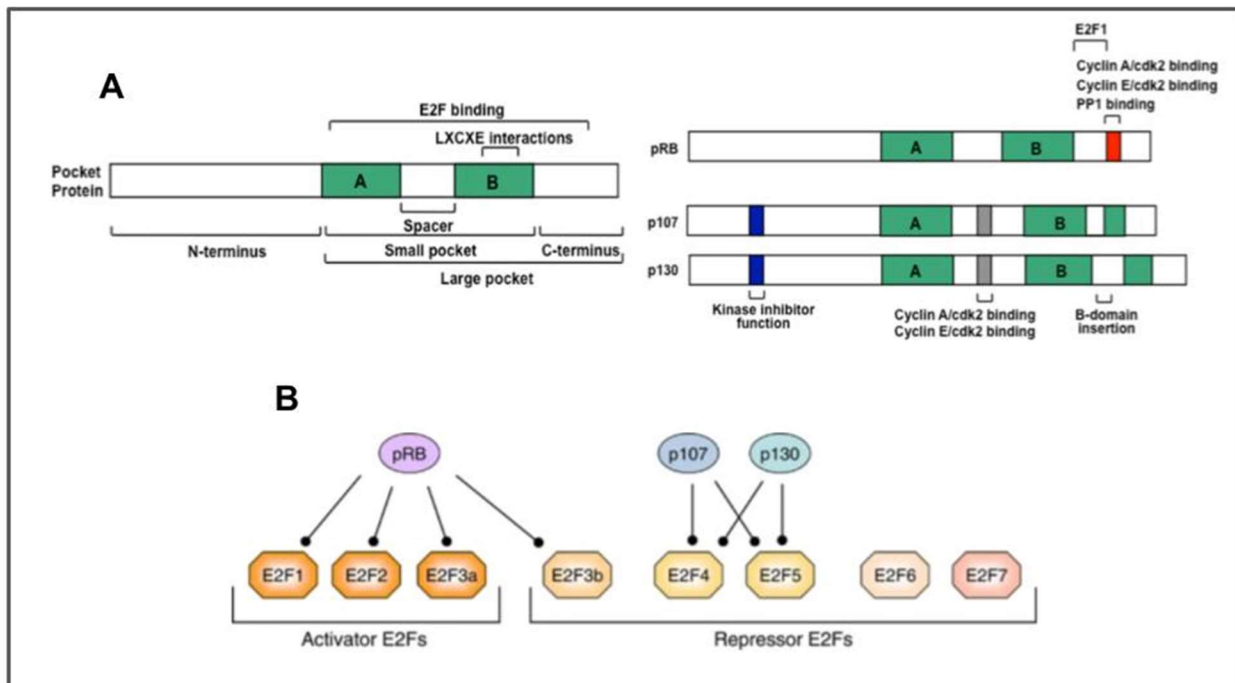 A
E2F binding
LXCXE interactions
Pocket
Protein
A
B
Spacer
N-terminus
Small pocket
C-terminus
Large pocket
E2F1
Cyclin A/cdk2 binding
Cyclin E/cdk2 binding
PP1 binding
pRB
A
B
p107
A
B
p130
A
B
Kinase inhibitor
function
Cyclin A/cdk2 binding
Cyclin E/cdk2 binding
B-domain
insertion
B
pRB
p107
p130
E2F1
E2F2
E2F3a
E2F3b
E2F4
E2F5
E2F6
E2F7
Activator E2Fs
Repressor E2Fs